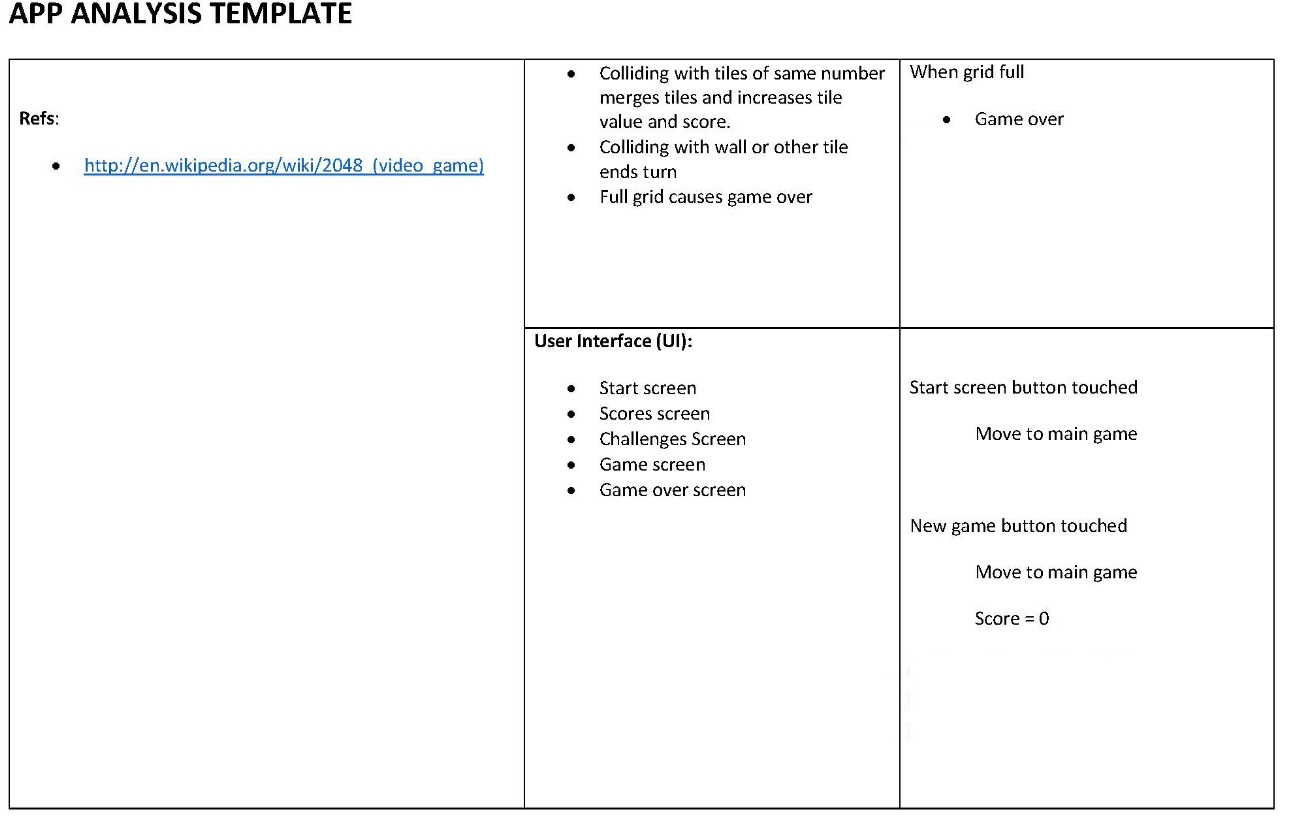 APP ANALYSIS TEMPLATE
Refs:
• http://en.wikipedia.org/wiki/2048_(video_game)
• Colliding with tiles of same number
merges tiles and increases tile
value and score.
• Colliding with wall or other tile
ends turn
• Full grid causes game over
When grid full
• Game over
User Interface (UI):
• Start screen
• Scores screen
• Challenges Screen
• Game screen
• Game over screen
Start screen button touched
Move to main game
New game button touched
Move to main game
Score = 0